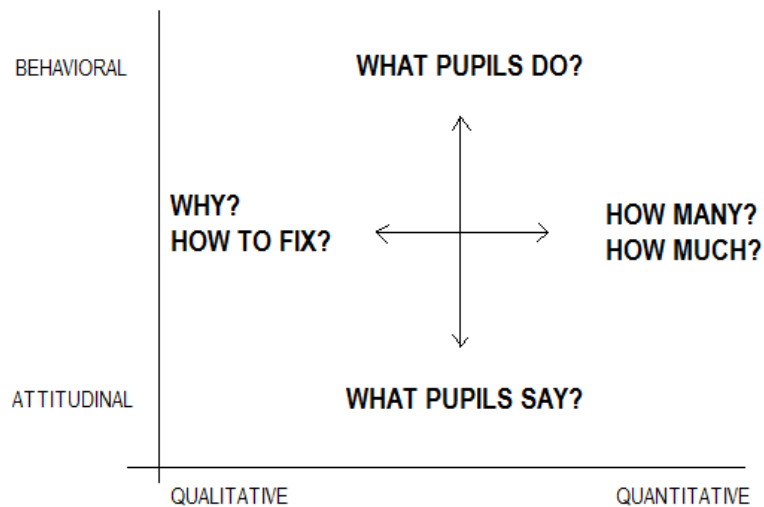 BEHAVIORAL
WHAT PUPILS DO?
WHY?
HOW TO FIX?
HOW MANY?
HOW MUCH?
ATTITUDINAL
WHAT PUPILS SAY?
QUALITATIVE
QUANTITATIVE